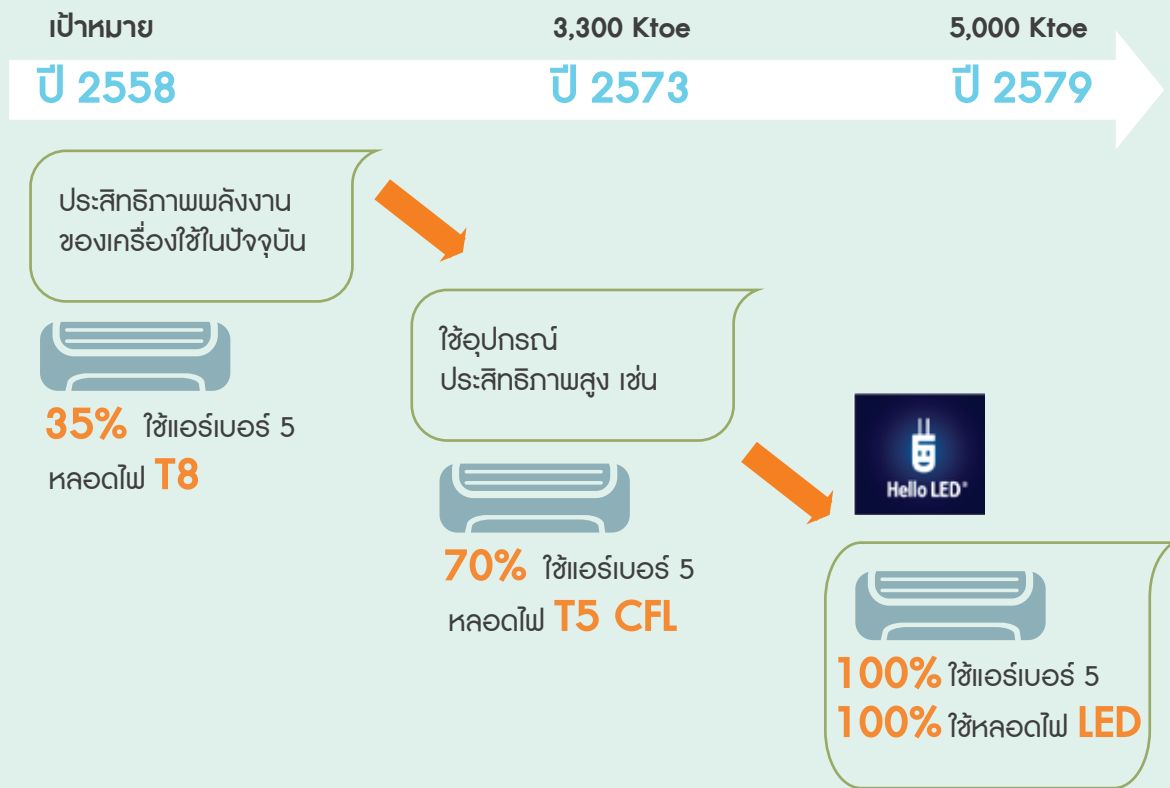 เป้าหมาย 3,300 Ktoe 5,000 Ktoe
ปี 2558 ปี 2573 ปี 2579
ประสิทธิภาพพลังงาน
ของเครื่องใช้ในปัจจุบัน
35% ใช้แอร์เบอร์ 5
หลอดไฟ T8
ใช้อุปกรณ์
ประสิทธิภาพสูง เช่น
70% ใช้แอร์เบอร์ 5
หลอดไฟ T5 CFL
Hello LED®
100% ใช้แอร์เบอร์ 5
100% ใช้หลอดไฟ LED